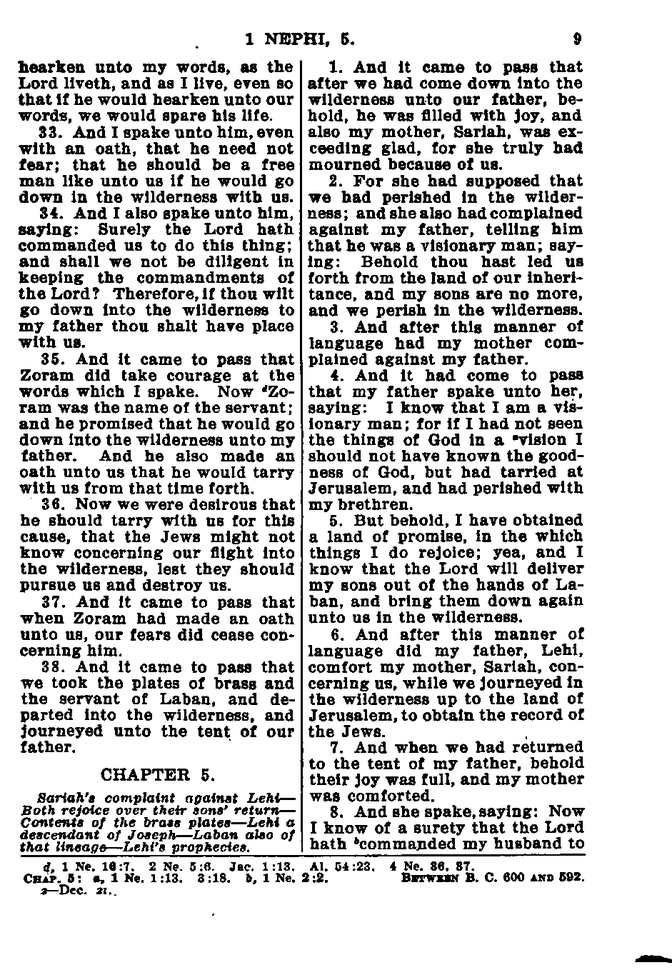 1 NEPHI, 5. 9
hearken unto my words, as the
Lord liveth, and as I live, even so
that if he would hearken unto our
words, we would spare his life.
33. And I spake unto him, even
with an oath, that he need not
fear; that he should be a free
man like unto us if he would go
down in the wilderness with us.
34. And I also spake unto him,
saying: Surely the Lord hath
commanded us to do this thing;
and shall we not be diligent in
keeping the commandments of
the Lord? Therefore, if thou wilt
go down into the wilderness to
my father thou shalt have place
with us.
35. And it came to pass that
Zoram did take courage at the
words which I spake. Now dZo-
ram was the name of the servant;
and he promised that he would go
down into the wilderness unto my
father. And he also made an
oath unto us that he would tarry
with us from that time forth.
36. Now we were desirous that
he should tarry with us for this
cause, that the Jews might not
know concerning our flight into
the wilderness, lest they should
pursue us and destroy us.
37. And it came to pass that
when Zoram had made an oath
unto us, our fears did cease con-
cerning him.
38. And it came to pass that
we took the plates of brass and
the servant of Laban, and de-
parted into the wilderness, and
journeyed unto the tent of our
father.
CHAPTER 5.
Sariah's complaint against Lehi—
Both rejoice over their sons' return—
Contents of the brass plates—Lehi a
descendant of Joseph—Laban also of
that lineage—Lehi's prophecies.
1. And it came to pass that
after we had come down into the
wilderness unto our father, be-
hold, he was filled with joy, and
also my mother, Sariah, was ex-
ceeding glad, for she truly had
mourned because of us.
2. For she had supposed that
we had perished in the wilder-
ness; and she also had complained
against my father, telling him
that he was a visionary man; say-
ing: Behold thou hast led us
forth from the land of our inheri-
tance, and my sons are no more,
and we perish in the wilderness.
3. And after this manner of
language had my mother com-
plained against my father.
4. And it had come to pass
that my father spake unto her,
saying: I know that I am a vis-
ionary man; for if I had not seen
the things of God in a avision I
should not have known the good-
ness of God, but had tarried at
Jerusalem, and had perished with
my brethren.
5. But behold, I have obtained
a land of promise, in the which
things I do rejoice; yea, and I
know that the Lord will deliver
my sons out of the hands of La-
ban, and bring them down again
unto us in the wilderness.
6. And after this manner of
language did my father, Lehi,
comfort my mother, Sariah, con-
cerning us, while we journeyed in
the wilderness up to the land of
Jerusalem, to obtain the record of
the Jews.
7. And when we had returned
to the tent of my father, behold
their joy was full, and my mother
was comforted.
8. And she spake, saying: Now
I know of a surety that the Lord
hath bcommanded my husband to
d, 1 Ne. 16:7. 2 Ne. 5:6. Jac. 1:13. Al. 54:23. 4 Ne. 36, 37.
CHAP. 5: a, 1 Ne. 1:13. 3:18. b, 1 Ne. 2:2. BETWEEN B. C. 600 AND 592.
2—Dec. 21.